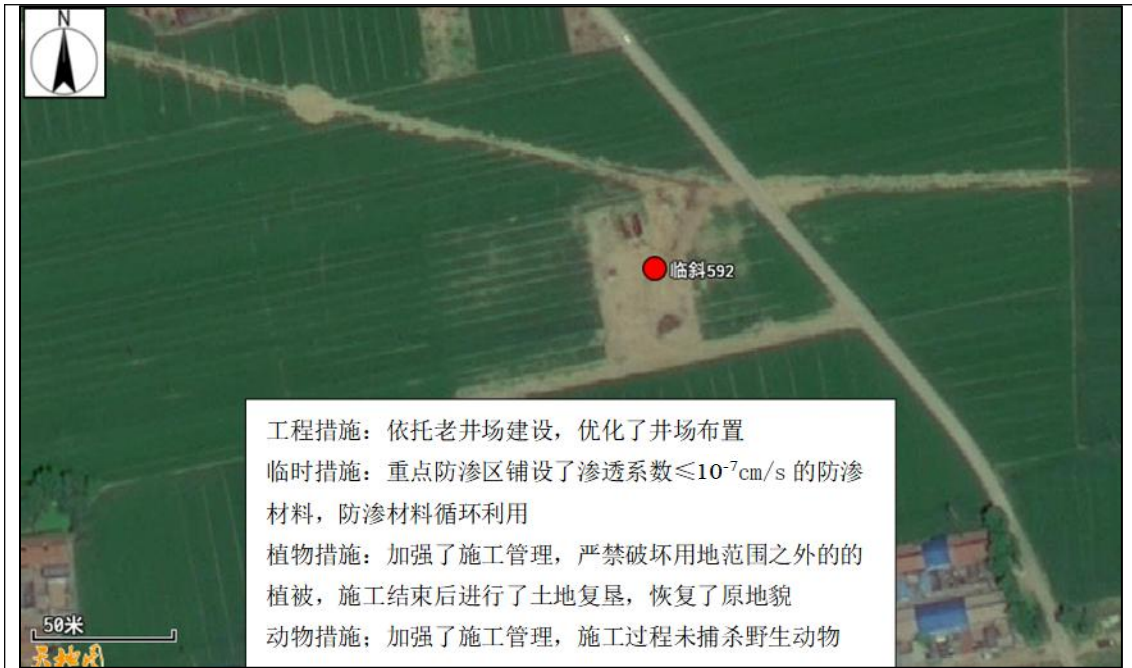 N
临斜592
工程措施：依托老井场建设，优化了井场布置
临时措施：重点防渗区铺设了渗透系数≤10⁻⁷cm/s 的防渗
材料，防渗材料循环利用
植物措施：加强了施工管理，严禁破坏用地范围之外的的
植被，施工结束后进行了土地复垦，恢复了原地貌
动物措施；加强了施工管理，施工过程未捕杀野生动物
50米
天地图